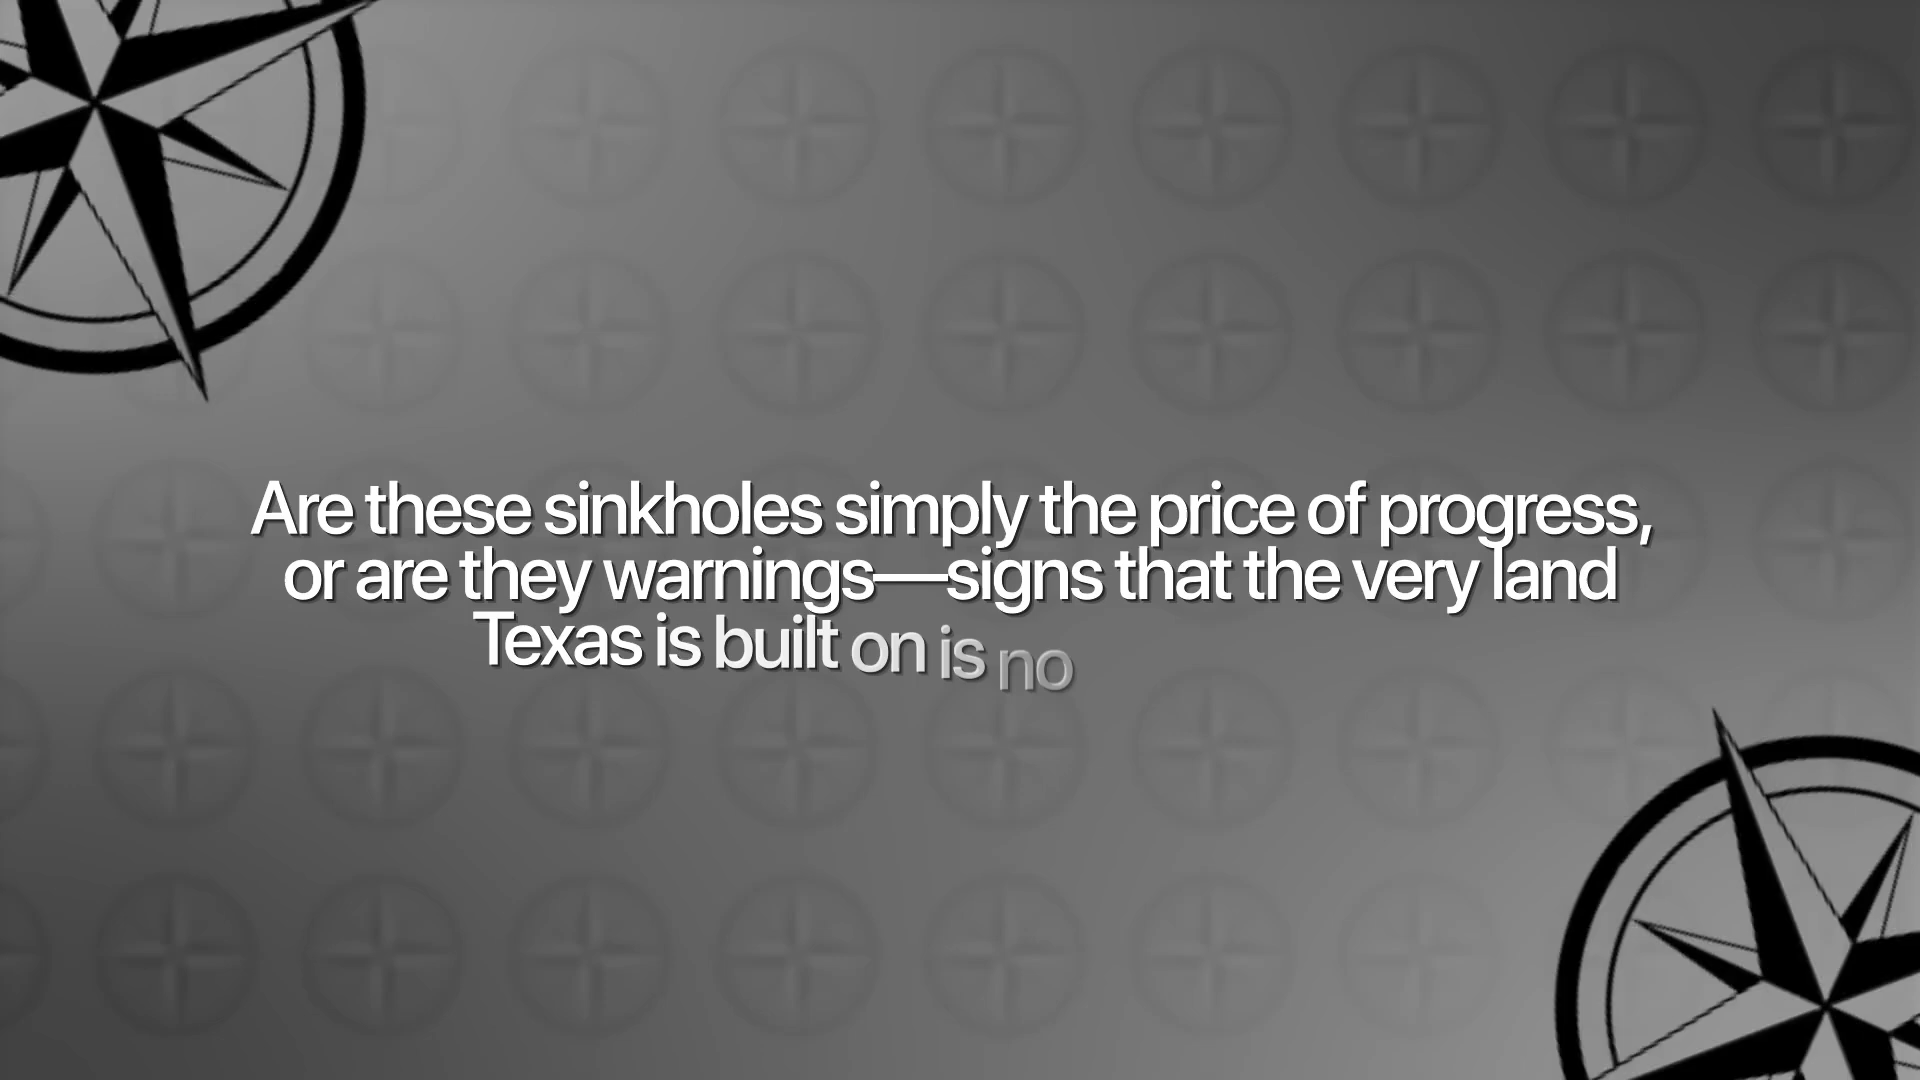 Are these sinkholes simply the price of progress,
or are they warnings—signs that the very land
Texas is built on is no